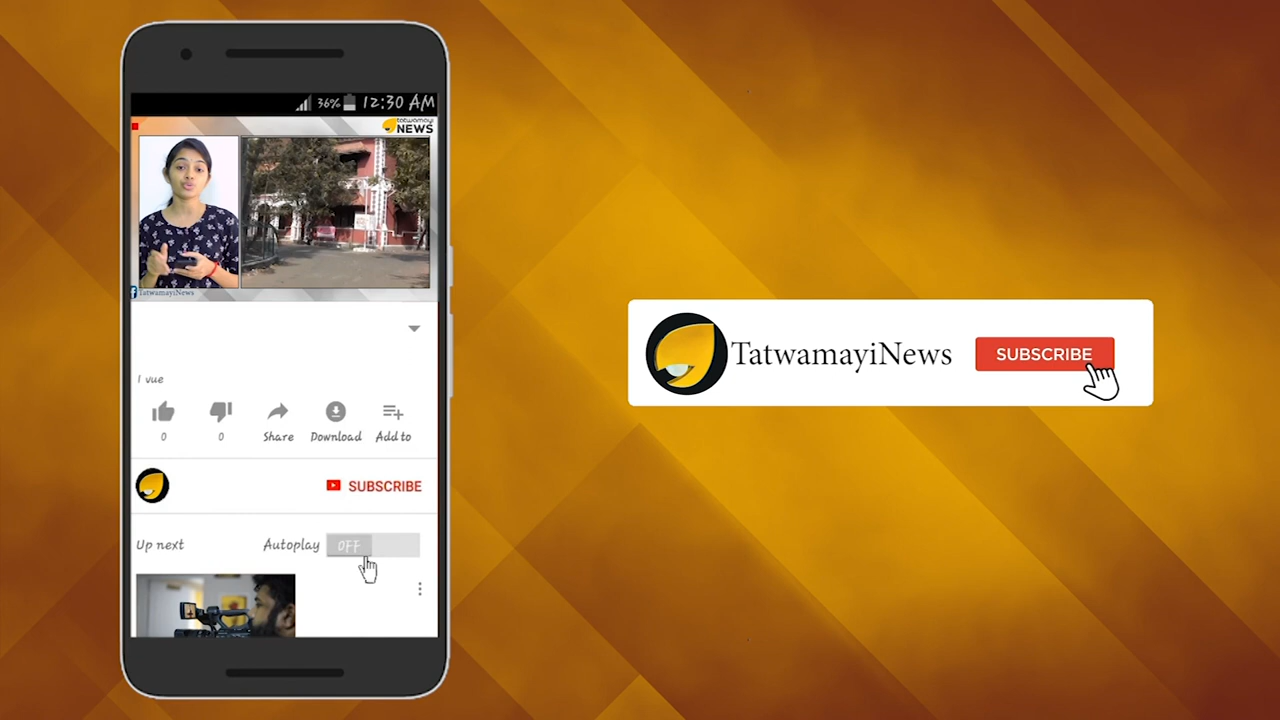 36% 12:30 AM
tatwamayi
NEWS
TatwamayiNews
1 vue
0 0 Share Download Add to
SUBSCRIBE
Up next Autoplay OFF
TatwamayiNews SUBSCRIBE